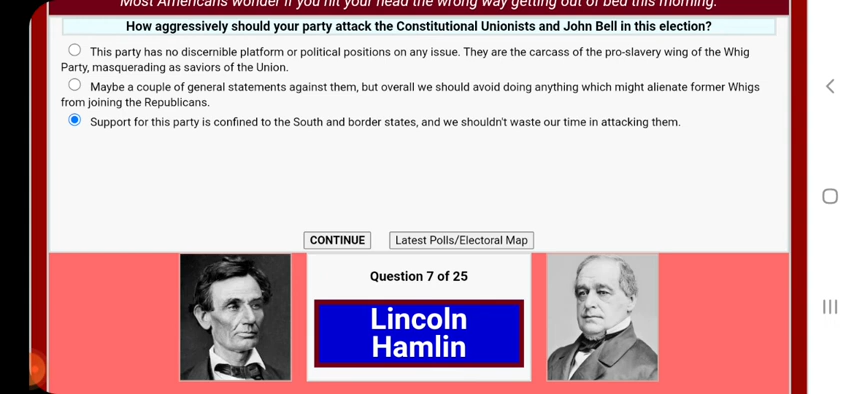 Most Americans wonder if you hit your head the wrong way getting out of bed this morning.
How aggressively should your party attack the Constitutional Unionists and John Bell in this election?
This party has no discernible platform or political positions on any issue. They are the carcass of the pro-slavery wing of the Whig
Party, masquerading as saviors of the Union.
Maybe a couple of general statements against them, but overall we should avoid doing anything which might alienate former Whigs
from joining the Republicans.
Support for this party is confined to the South and border states, and we shouldn't waste our time in attacking them.
CONTINUE
Latest Polls/Electoral Map
Question 7 of 25
Lincoln
Hamlin